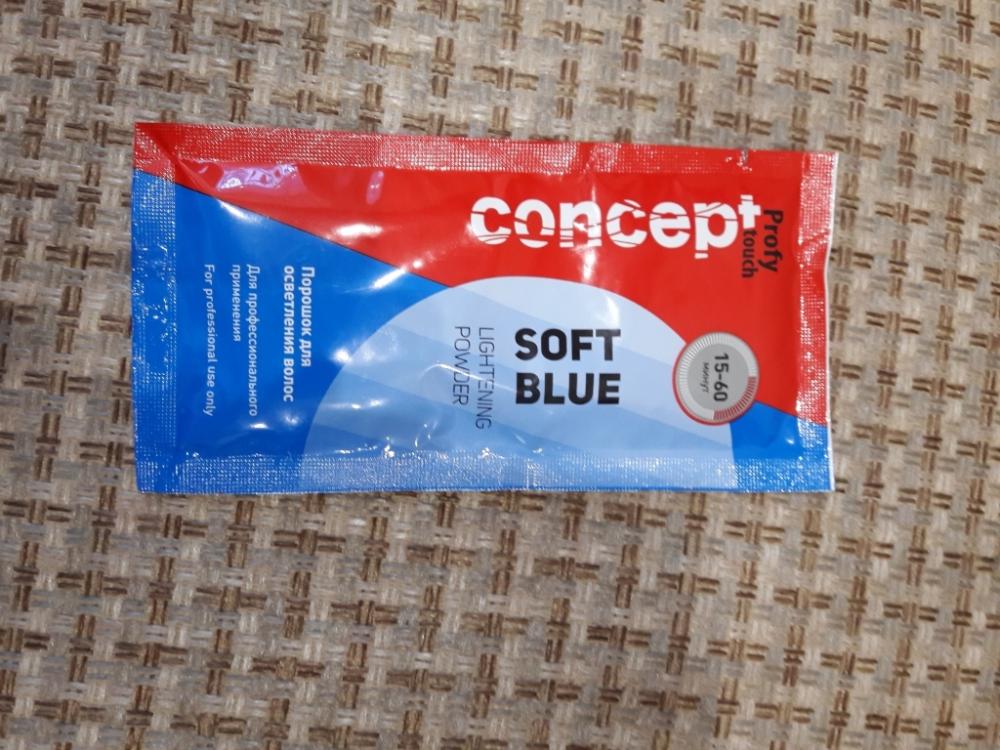 concept
Profy
touch
15-60
минут
SOFT
BLUE
LIGHTENING
POWDER
Порошок для
осветления волос
Для профессионального
применения
For professional use only